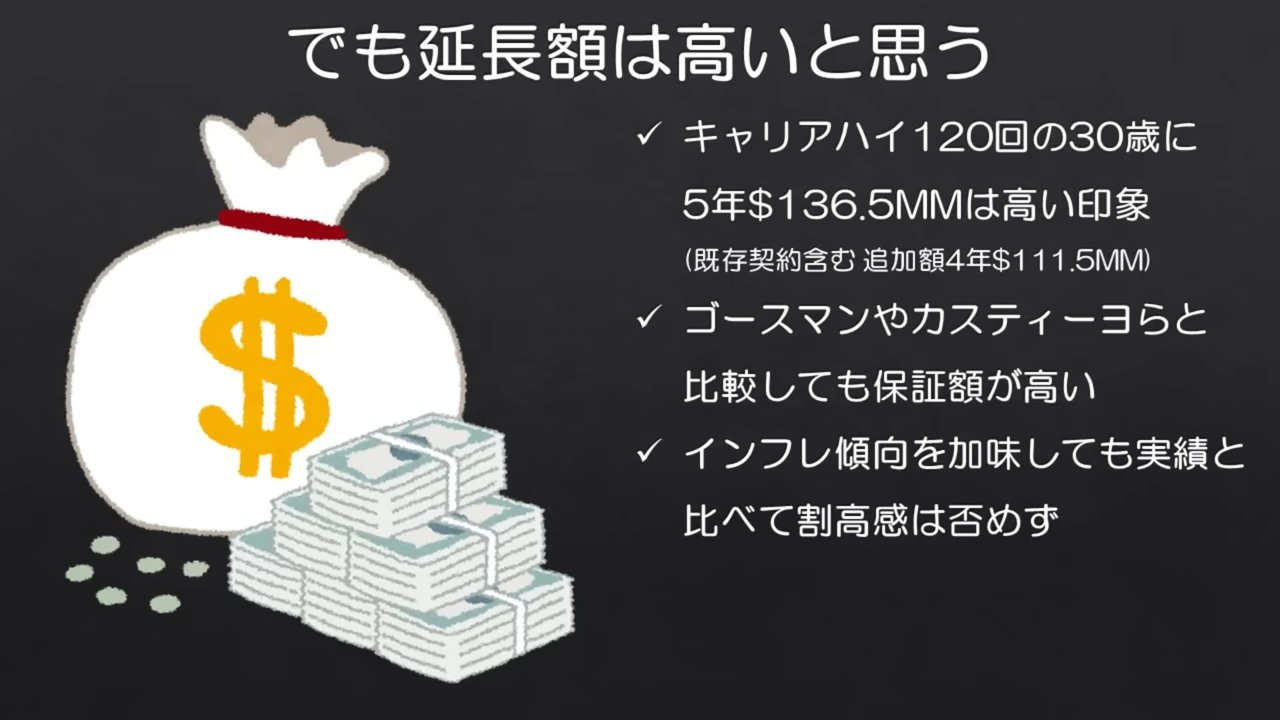 でも延長額は高いと思う
✓ キャリアハイ120回の30歳に
5年$136.5MMは高い印象
(既存契約含む 追加額4年$111.5MM)
✓ ゴースマンやカスティーヨらと
比較しても保証額が高い
✓ インフレ傾向を加味しても実績と
比べて割高感は否めず
$